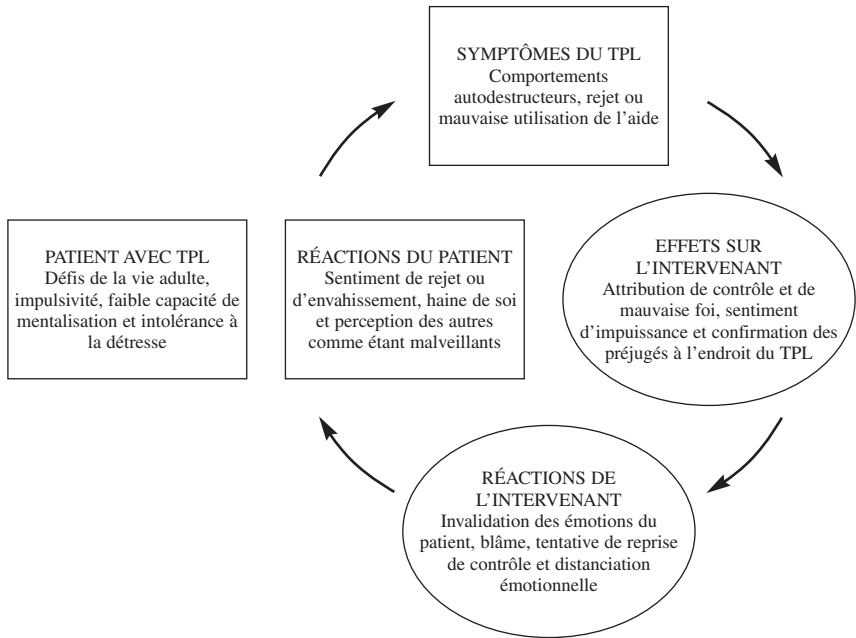 SYMPTÔMES DU TPL
Comportements
autodestructeurs, rejet ou
mauvaise utilisation de l’aide
PATIENT AVEC TPL
Défis de la vie adulte,
impulsivité, faible capacité de
mentalisation et intolérance à
la détresse
RÉACTIONS DU PATIENT
Sentiment de rejet ou
d’envahissement, haine de soi
et perception des autres
comme étant malveillants
EFFETS SUR
L’INTERVENANT
Attribution de contrôle et de
mauvaise foi, sentiment
d’impuissance et confirmation des
préjugés à l’endroit du TPL
RÉACTIONS DE
L’INTERVENANT
Invalidation des émotions du
patient, blâme, tentative de reprise
de contrôle et distanciation
émotionnelle